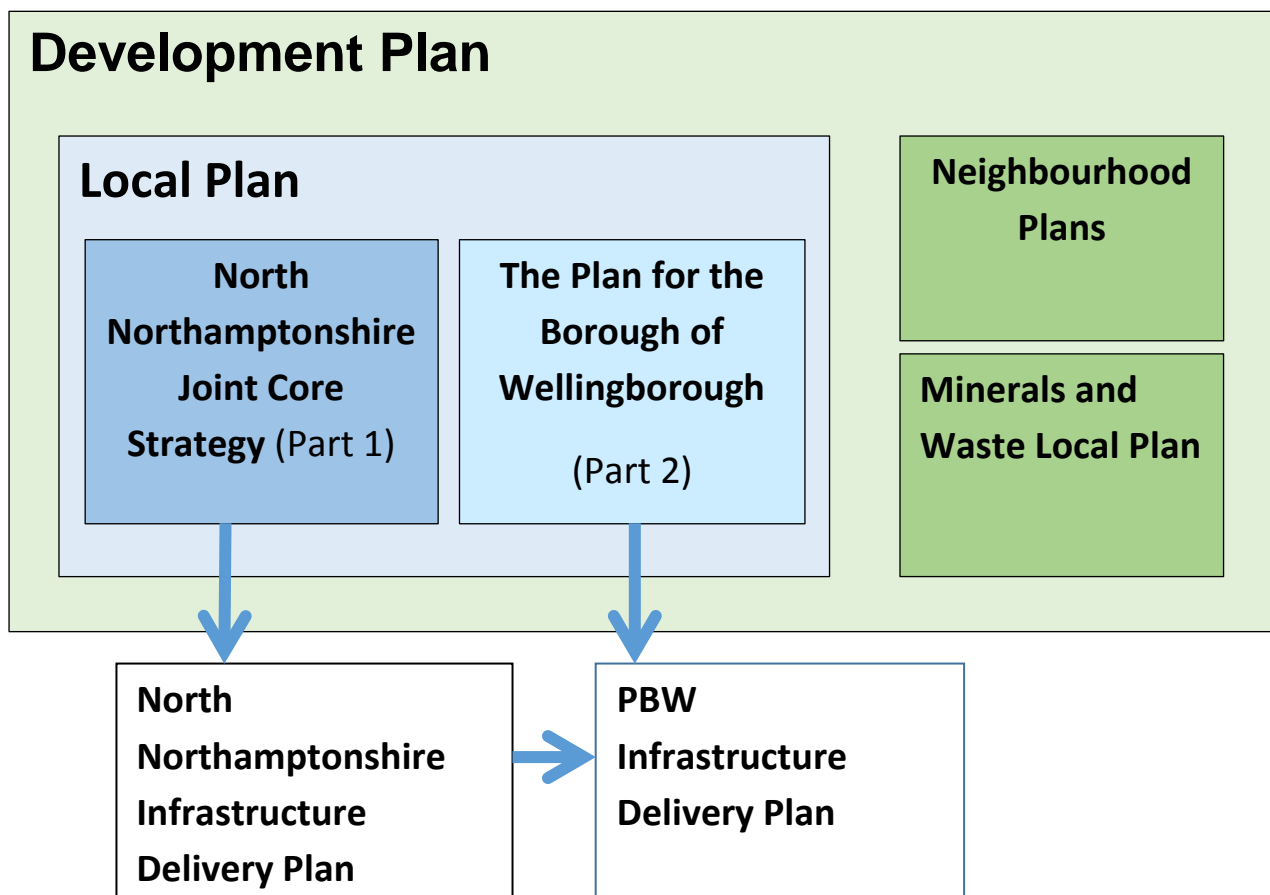 Development Plan
Local Plan
North
Northamptonshire
Joint Core
Strategy (Part 1)
The Plan for the
Borough of
Wellingborough
(Part 2)
Neighbourhood
Plans
Minerals and
Waste Local Plan
North
Northamptonshire
Infrastructure
Delivery Plan
PBW
Infrastructure
Delivery Plan